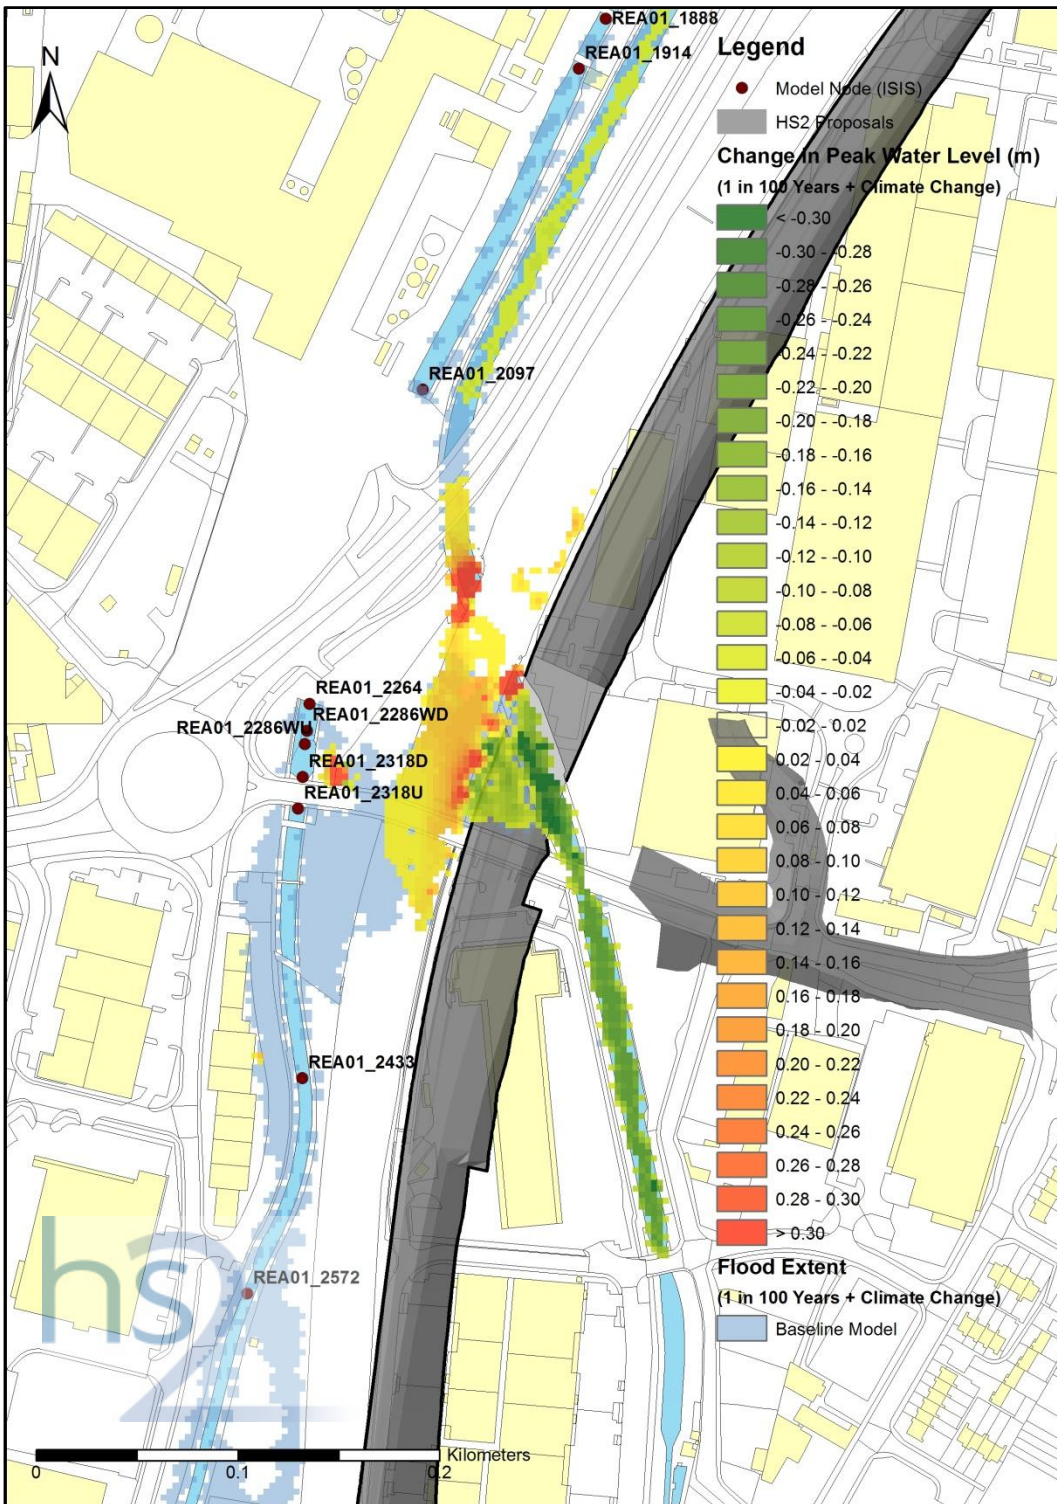 REA01_1888
Legend
N
REA01_1914
Model Node (ISIS)
HS2 Proposals
Change in Peak Water Level (m)
(1 in 100 Years + Climate Change)
< -0.30
-0.30 - -0.28
-0.28 - -0.26
-0.26 - -0.24
-0.24 - -0.22
REA01_2097
-0.22 - -0.20
-0.20 - -0.18
-0.18 - -0.16
-0.16 - -0.14
-0.14 - -0.12
-0.12 - -0.10
-0.10 - -0.08
-0.08 - -0.06
-0.06 - -0.04
REA01_2264
-0.04 - -0.02
REA01_2286WD
REA01_2286WU
-0.02 - 0.02
REA01_2318D
0.02 - 0.04
REA01_2318U
0.04 - 0.06
0.06 - 0.08
0.08 - 0.10
0.10 - 0.12
0.12 - 0.14
0.14 - 0.16
0.16 - 0.18
0.18 - 0.20
REA01_2433
0.20 - 0.22
0.22 - 0.24
0.24 - 0.26
0.26 - 0.28
0.28 - 0.30
> 0.30
Flood Extent
REA01_2572
(1 in 100 Years + Climate Change)
Baseline Model
hs2
Kilometers
0 0.1 0.2